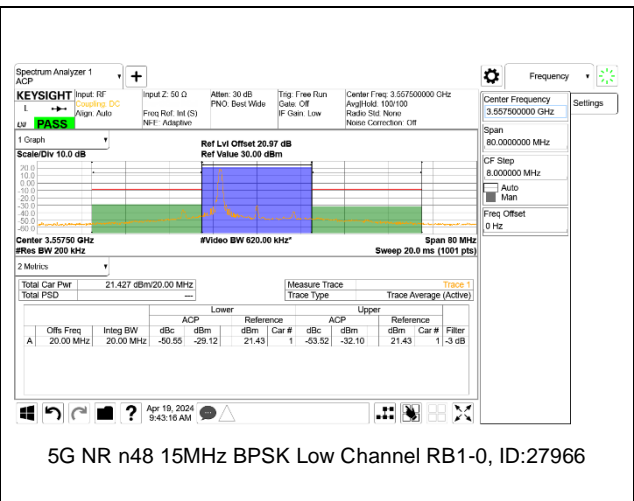 Spectrum Analyzer 1
ACP
Frequency
KEYSIGHT Input: RF Input Z: 50 Ω Atten: 30 dB Trig: Free Run Center Freq: 3.557500000 GHz
Coupling: DC PNO: Best Wide Gate: Off Avg|Hold: 100/100
Align: Auto Freq Ref: Int (S) IF Gain: Low Radio Std: None
PASS NFE: Adaptive Noise Correction: Off
Center Frequency
3.557500000 GHz
Settings
Span
80.0000000 MHz
CF Step
8.000000 MHz
Auto
Man
Freq Offset
0 Hz
1 Graph
Ref Lvl Offset 20.97 dB
Scale/Div 10.0 dB Ref Value 30.00 dBm
20.0
10.0
0.00
-10.0
-20.0
-30.0
-40.0
-50.0
-60.0
Center 3.55750 GHz #Video BW 620.00 kHz* Span 80 MHz
#Res BW 200 kHz Sweep 20.0 ms (1001 pts)
2 Metrics
Total Car Pwr 21.427 dBm/20.00 MHz Measure Trace Trace 1
Total PSD --- Trace Type Trace Average (Active)
Lower Upper
ACP Reference ACP Reference
Offs Freq Integ BW dBc dBm dBm Car # dBc dBm dBm Car # Filter
A 20.00 MHz 20.00 MHz -50.55 -29.12 21.43 1 -53.52 -32.10 21.43 1 -3 dB
Apr 19, 2024
9:43:16 AM
5G NR n48 15MHz BPSK Low Channel RB1-0, ID:27966